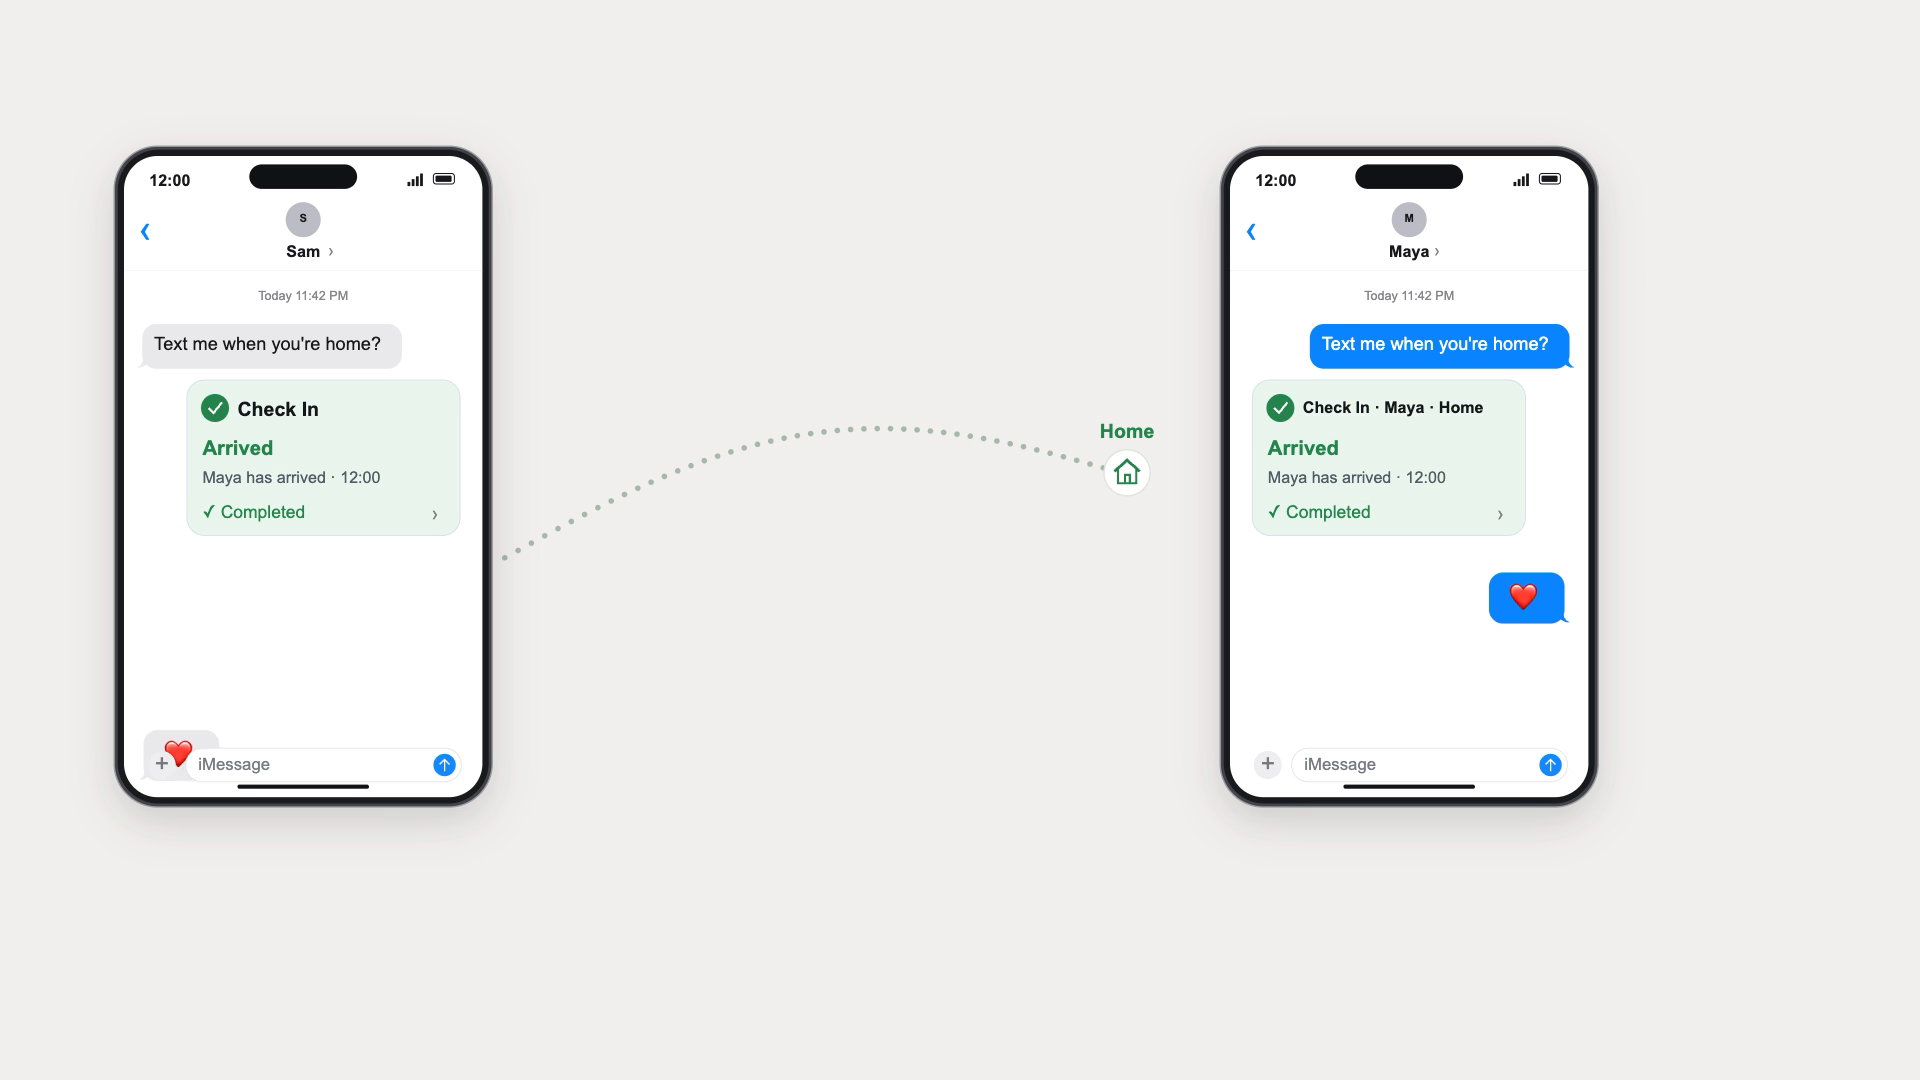 12:00
S
Sam ›
Today 11:42 PM
Text me when you're home?
Check In
Arrived
Maya has arrived · 12:00
✓ Completed ›
❤️
+ iMessage
Home
12:00
M
Maya ›
Today 11:42 PM
Text me when you're home?
Check In · Maya · Home
Arrived
Maya has arrived · 12:00
✓ Completed ›
❤️
+ iMessage